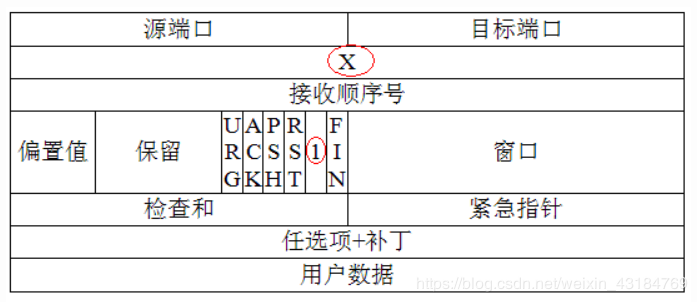 源端口 目标端口
X
接收顺序号
偏置值 保留 URG ACK PSH RST 1 FIN 窗口
检查和 紧急指针
任选项+补丁
用户数据
https://blog.csdn.net/weixin_43184769